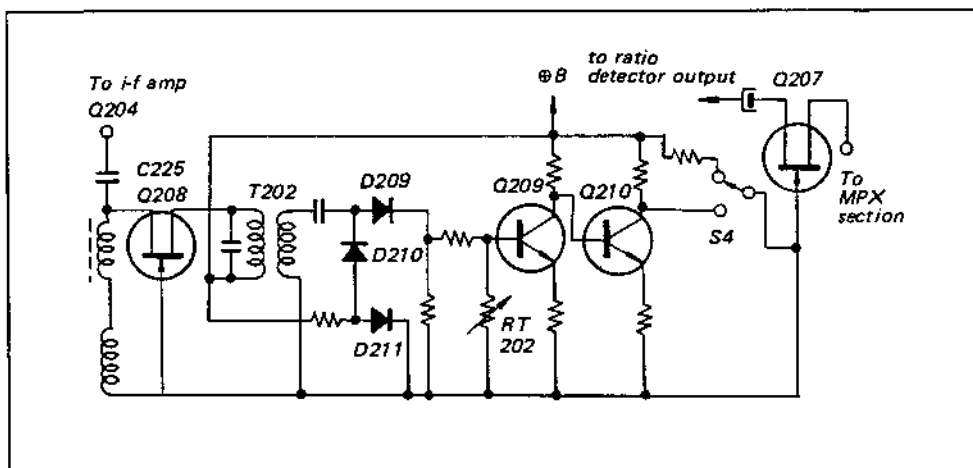 To i-f amp
Q204
C225
Q208
T202
D209
D210
D211
RT
202
Q209
⊕B
Q210
to ratio
detector output
Q207
To
MPX
section
S4